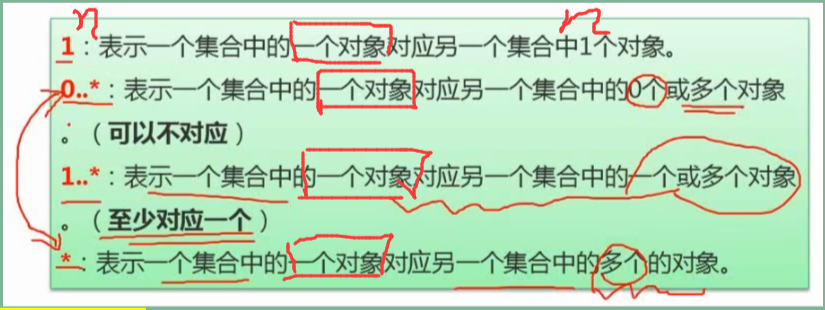 n n
1：表示一个集合中的一个对象对应另一个集合中1个对象。
0..*：表示一个集合中的一个对象对应另一个集合中的0个或多个对象
。（可以不对应）
1..*：表示一个集合中的一个对象对应另一个集合中的一个或多个对象
。（至少对应一个）
*：表示一个集合中的一个对象对应另一个集合中的多个的对象。